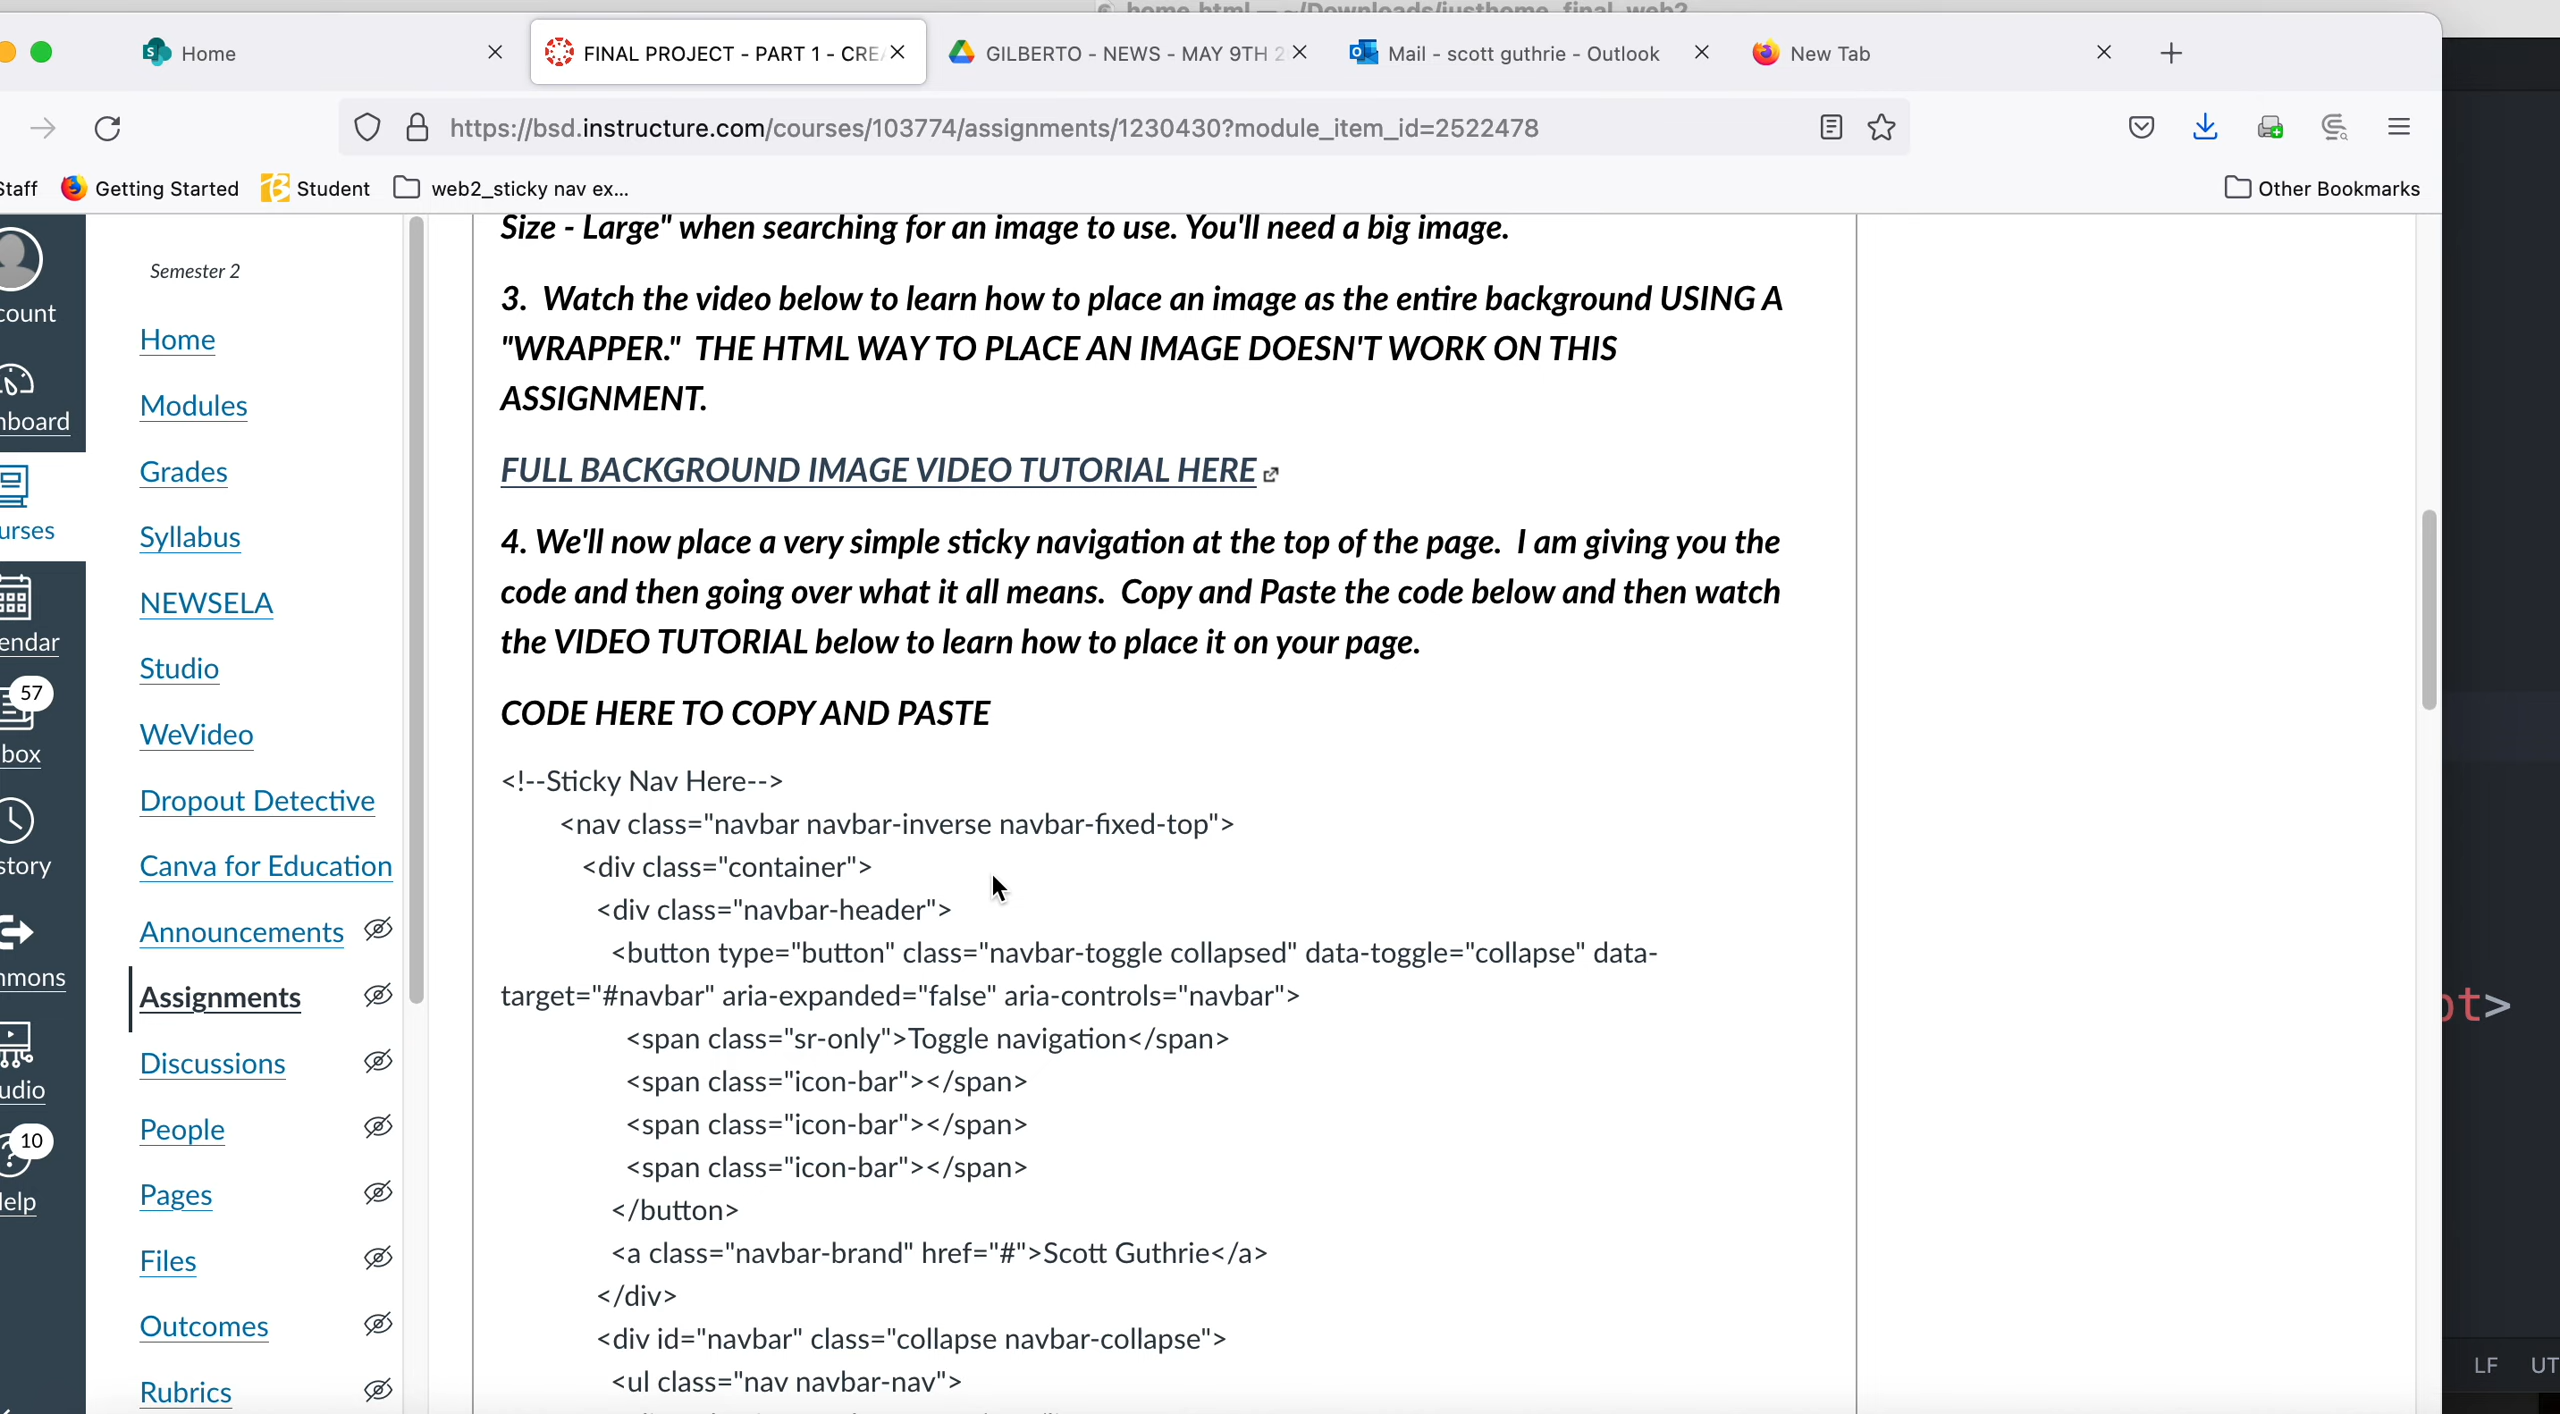 home.html — ~/Downloads/justhome_final_web2
Home
FINAL PROJECT - PART 1 - CREA
GILBERTO - NEWS - MAY 9TH 2
Mail - scott guthrie - Outlook
New Tab
https://bsd.instructure.com/courses/103774/assignments/1230430?module_item_id=2522478
Staff
Getting Started
Student
web2_sticky nav ex...
Other Bookmarks
count
hboard
urses
endar
57
box
story
mmons
udio
10
Help
Semester 2
Home
Modules
Grades
Syllabus
NEWSELA
Studio
WeVideo
Dropout Detective
Canva for Education
Announcements
Assignments
Discussions
People
Pages
Files
Outcomes
Rubrics
Size - Large" when searching for an image to use. You'll need a big image.
3. Watch the video below to learn how to place an image as the entire background USING A
"WRAPPER." THE HTML WAY TO PLACE AN IMAGE DOESN'T WORK ON THIS
ASSIGNMENT.
FULL BACKGROUND IMAGE VIDEO TUTORIAL HERE
4. We'll now place a very simple sticky navigation at the top of the page. I am giving you the
code and then going over what it all means. Copy and Paste the code below and then watch
the VIDEO TUTORIAL below to learn how to place it on your page.
CODE HERE TO COPY AND PASTE
<!--Sticky Nav Here-->
<nav class="navbar navbar-inverse navbar-fixed-top">
<div class="container">
<div class="navbar-header">
<button type="button" class="navbar-toggle collapsed" data-toggle="collapse" data-
target="#navbar" aria-expanded="false" aria-controls="navbar">
<span class="sr-only">Toggle navigation</span>
<span class="icon-bar"></span>
<span class="icon-bar"></span>
<span class="icon-bar"></span>
</button>
<a class="navbar-brand" href="#">Scott Guthrie</a>
</div>
<div id="navbar" class="collapse navbar-collapse">
<ul class="nav navbar-nav">
pt>
LF
UT